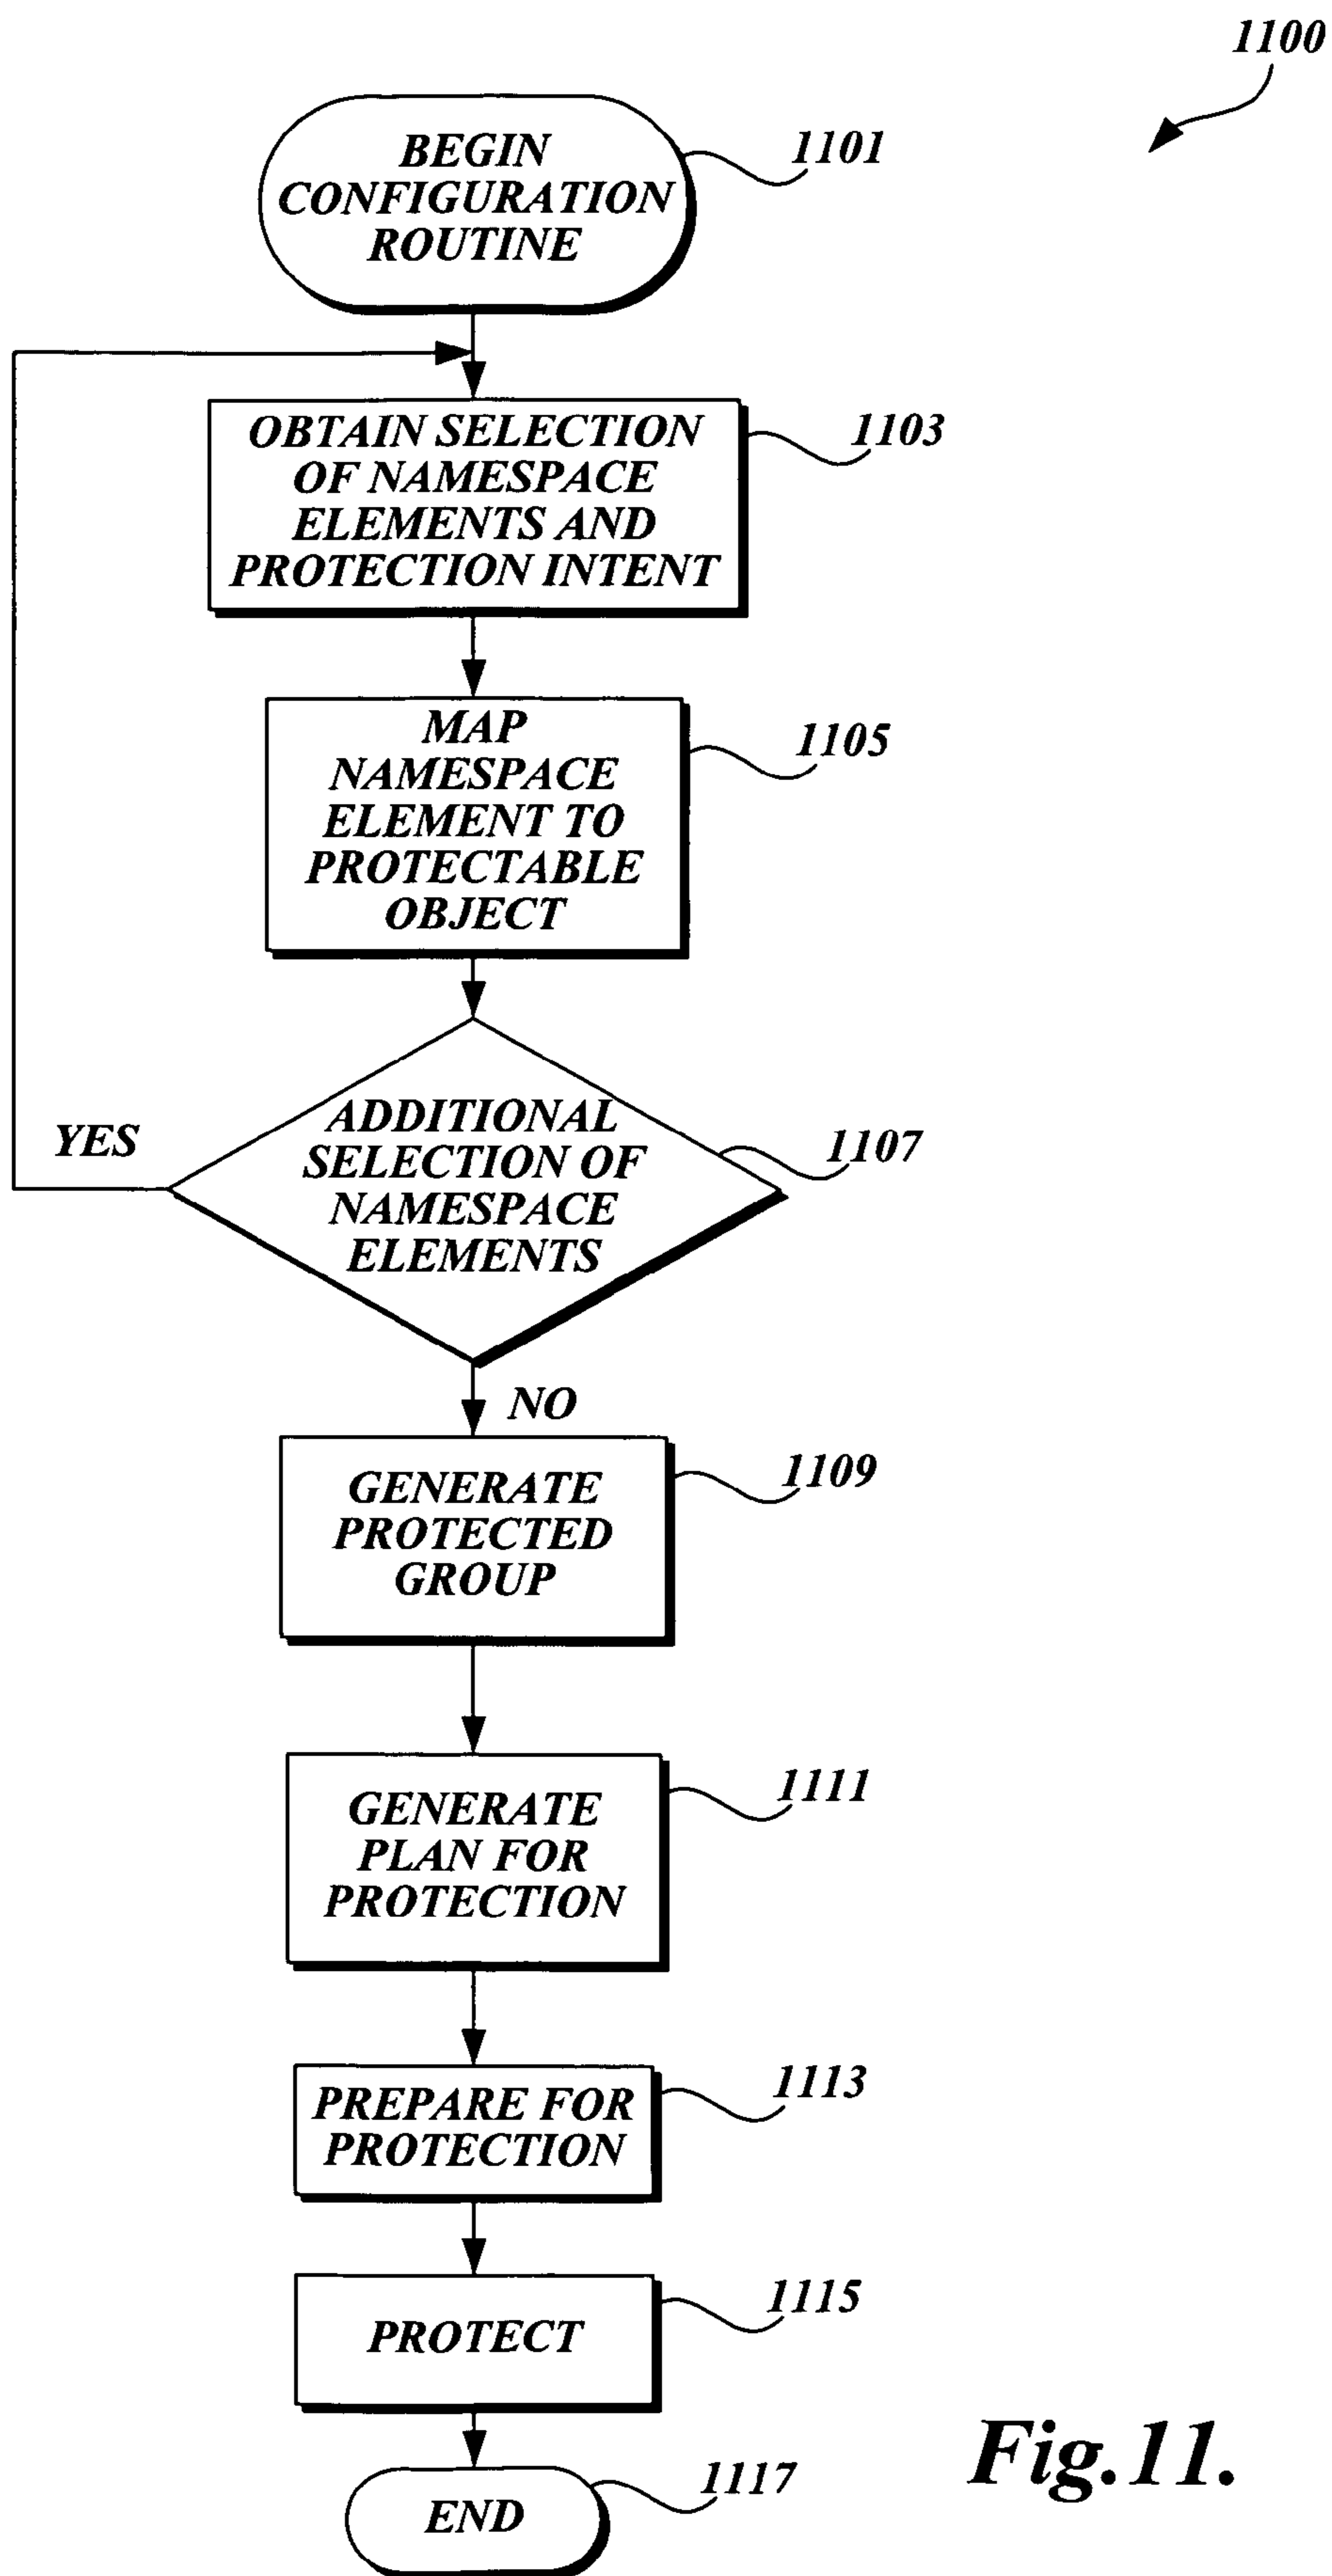 1100
BEGIN
CONFIGURATION
ROUTINE
1101
OBTAIN SELECTION
OF NAMESPACE
ELEMENTS AND
PROTECTION INTENT
1103
MAP
NAMESPACE
ELEMENT TO
PROTECTABLE
OBJECT
1105
YES
ADDITIONAL
SELECTION OF
NAMESPACE
ELEMENTS
1107
NO
GENERATE
PROTECTED
GROUP
1109
GENERATE
PLAN FOR
PROTECTION
1111
PREPARE FOR
PROTECTION
1113
PROTECT
1115
END
1117
Fig.11.